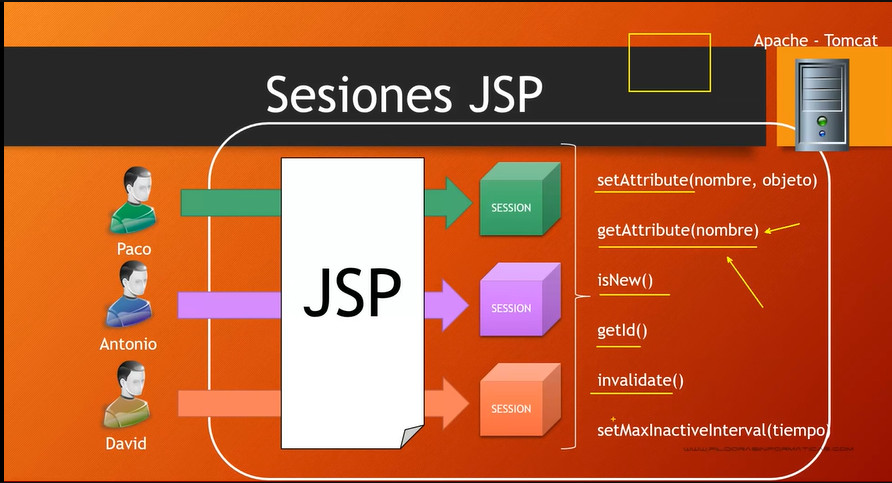 Apache - Tomcat
Sesiones JSP
setAttribute(nombre, objeto)
SESSION
getAttribute(nombre)
Paco
isNew()
JSP
SESSION
getId()
Antonio
invalidate()
SESSION
setMaxInactiveInterval(tiempo)
David